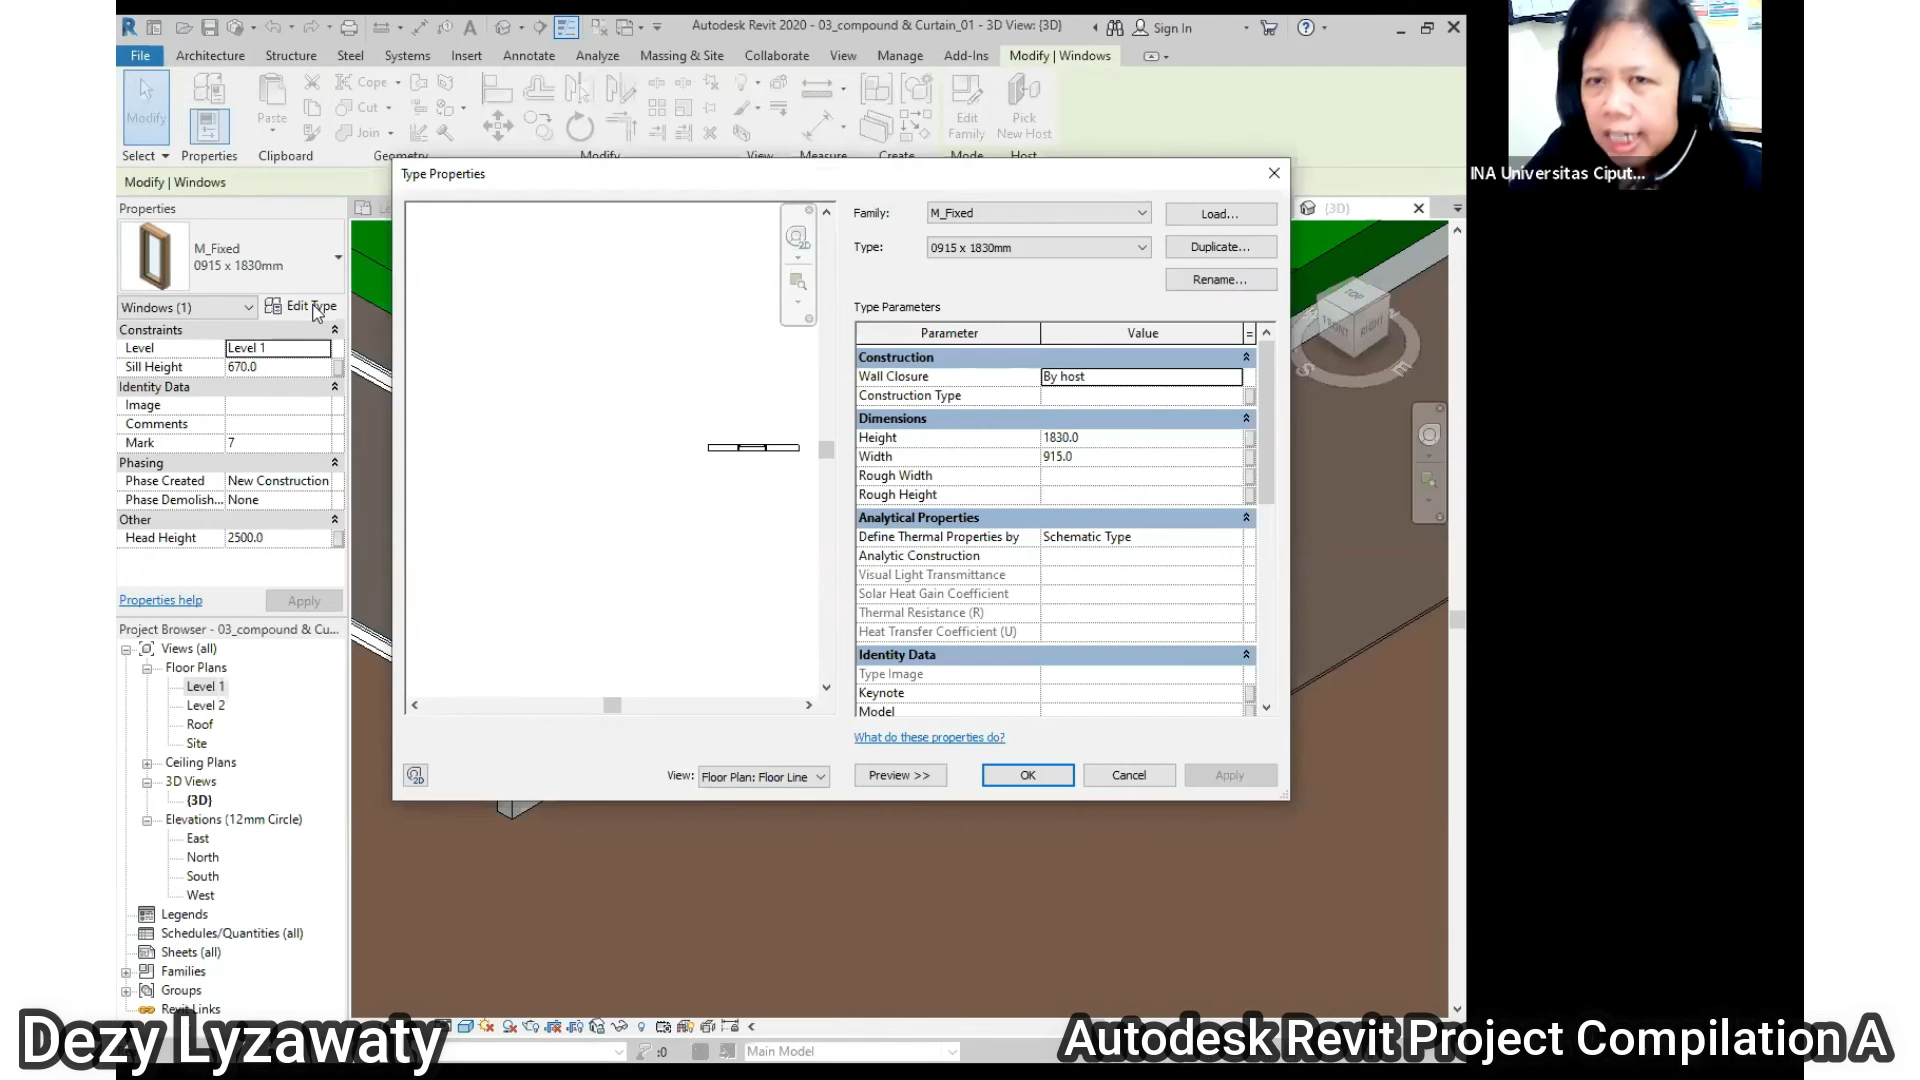 Autodesk Revit 2020 - 03_compound & Curtain_01 - 3D View: {3D}
Sign In
File Architecture Structure Steel Systems Insert Annotate Analyze Massing & Site Collaborate View Manage Add-Ins Modify | Windows
Modify
Paste
Cope
Cut
Join
Edit Family
Pick New Host
Select Properties Clipboard Geometry Modify View Measure Create Mode Host
Modify | Windows
INA Universitas Ciput...
Properties
M_Fixed
0915 x 1830mm
Windows (1) Edit Type
Constraints
Level Level 1
Sill Height 670.0
Identity Data
Image
Comments
Mark 7
Phasing
Phase Created New Construction
Phase Demolish... None
Other
Head Height 2500.0
Properties help Apply
Project Browser - 03_compound & Cu...
Views (all)
Floor Plans
Level 1
Level 2
Roof
Site
Ceiling Plans
3D Views
{3D}
Elevations (12mm Circle)
East
North
South
West
Legends
Schedules/Quantities (all)
Sheets (all)
Families
Groups
Revit Links
Type Properties
Family: M_Fixed Load...
Type: 0915 x 1830mm Duplicate...
Rename...
Type Parameters
Parameter Value =
Construction
Wall Closure By host
Construction Type
Dimensions
Height 1830.0
Width 915.0
Rough Width
Rough Height
Analytical Properties
Define Thermal Properties by Schematic Type
Analytic Construction
Visual Light Transmittance
Solar Heat Gain Coefficient
Thermal Resistance (R)
Heat Transfer Coefficient (U)
Identity Data
Type Image
Keynote
Model
What do these properties do?
View: Floor Plan: Floor Line Preview >> OK Cancel Apply
{3D}
TOP
FRONT RIGHT
S E
:0 Main Model
Dezy Lyzawaty
Autodesk Revit Project Compilation A